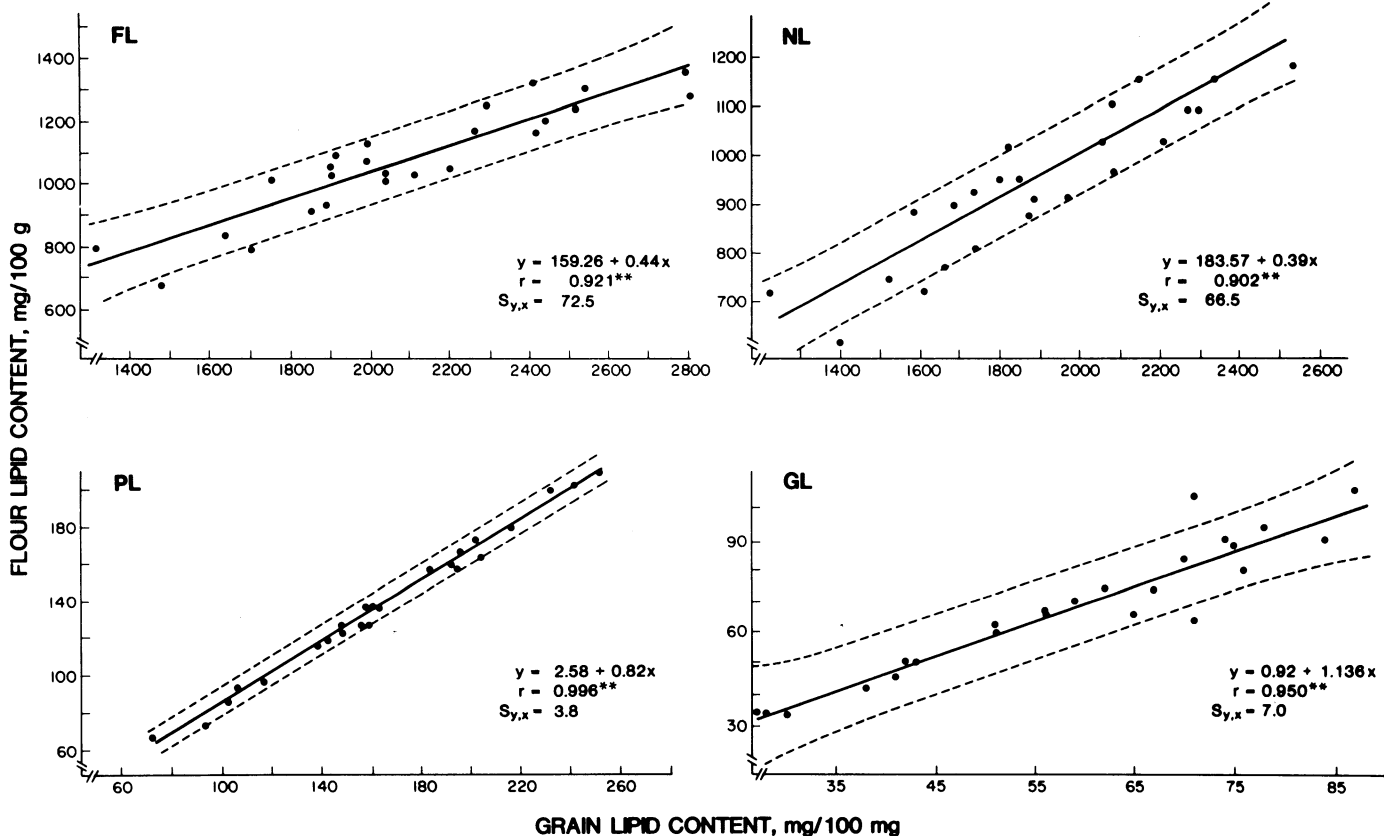 FLOUR LIPID CONTENT, mg/100 g
FL
1400
1200
1000
800
600
y = 159.26 + 0.44x
r = 0.921**
Sy,x = 72.5
1400 1600 1800 2000 2200 2400 2600 2800
NL
1200
1100
1000
900
800
700
y = 183.57 + 0.39x
r = 0.902**
Sy,x = 66.5
1400 1600 1800 2000 2200 2400 2600
PL
180
140
100
60
y = 2.58 + 0.82x
r = 0.996**
Sy,x = 3.8
60 100 140 180 220 260
GL
90
60
30
y = 0.92 + 1.136x
r = 0.950**
Sy,x = 7.0
35 45 55 65 75 85
GRAIN LIPID CONTENT, mg/100 mg